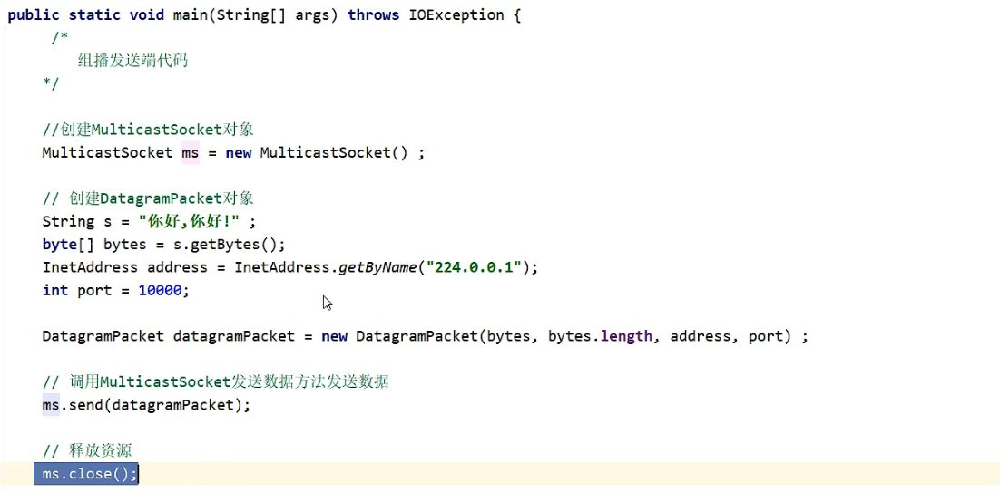 public static void main(String[] args) throws IOException {
/*
组播发送端代码
*/
//创建MulticastSocket对象
MulticastSocket ms = new MulticastSocket() ;
// 创建DatagramPacket对象
String s = "你好,你好!" ;
byte[] bytes = s.getBytes();
InetAddress address = InetAddress.getByName("224.0.0.1");
int port = 10000;
DatagramPacket datagramPacket = new DatagramPacket(bytes, bytes.length, address, port) ;
// 调用MulticastSocket发送数据方法发送数据
ms.send(datagramPacket);
// 释放资源
ms.close();